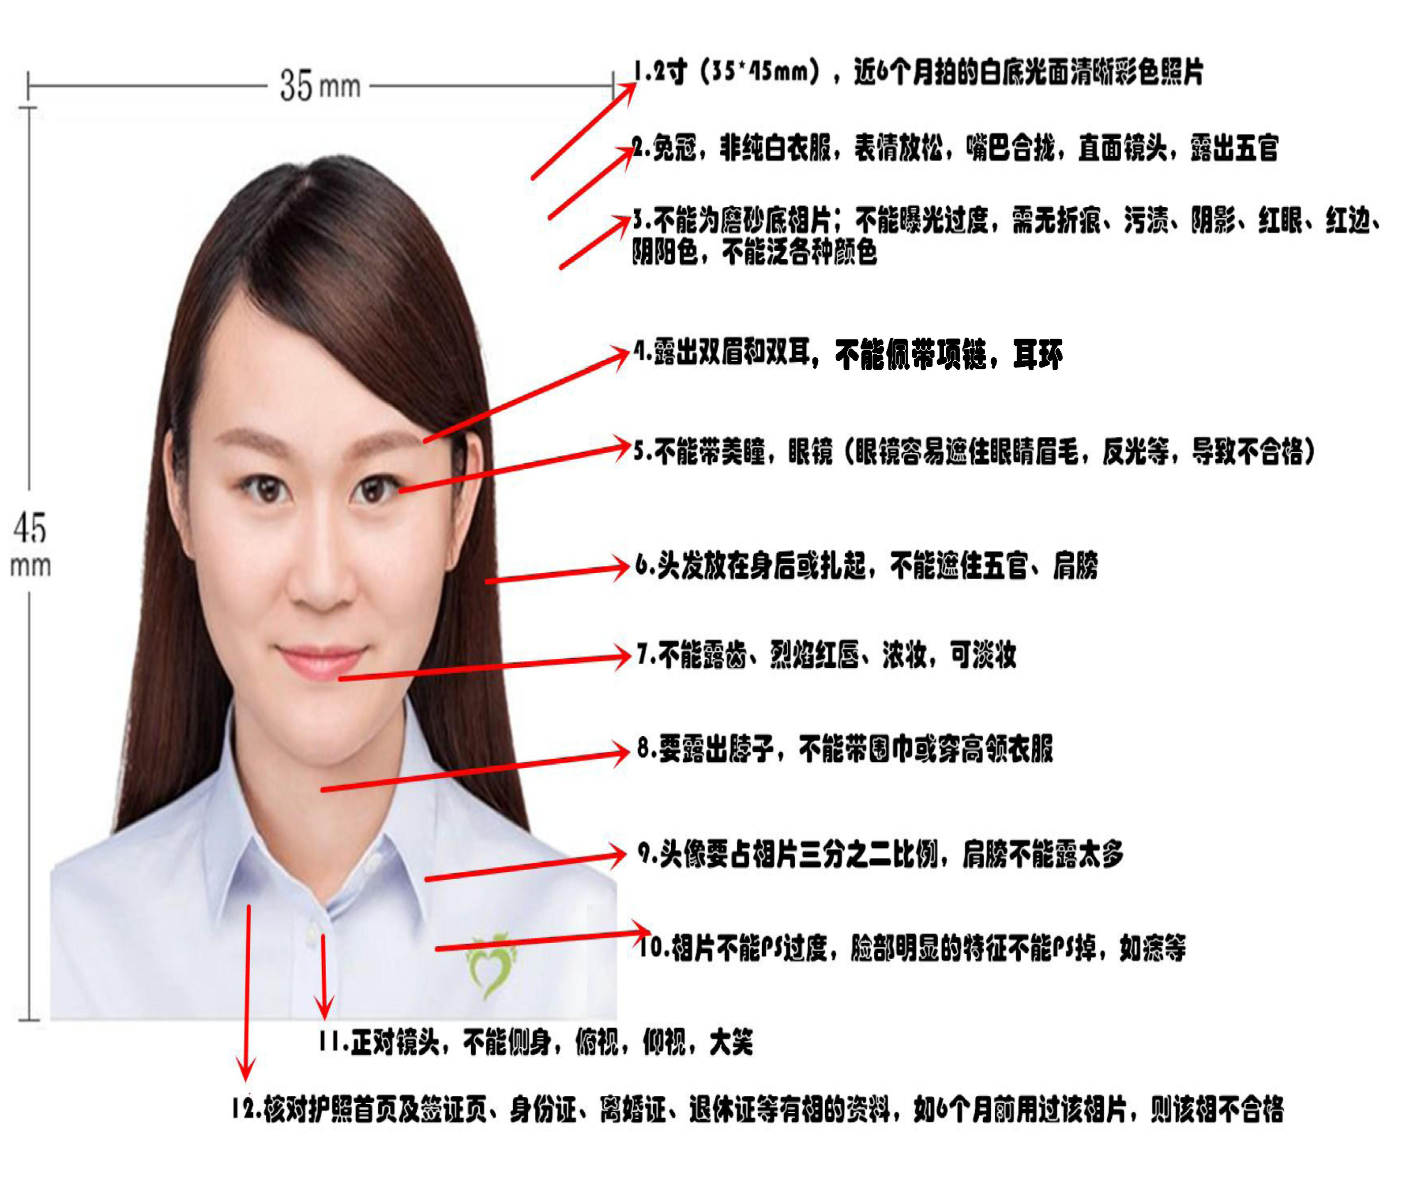 35 mm
1.2寸（35*45mm），近6个月拍的白底光面清晰彩色照片
2.免冠，非纯白衣服，表情放松，嘴巴合拢，直面镜头，露出五官
3.不能为磨砂底相片；不能曝光过度，需无折痕、污渍、阴影、红眼、红边、
阴阳色，不能泛各种颜色
4.露出双眉和双耳，不能佩带项链，耳环
5.不能带美瞳，眼镜（眼镜容易遮住眼睛眉毛，反光等，导致不合格）
45
mm
6.头发放在身后或扎起，不能遮住五官、肩膀
7.不能露齿、烈焰红唇、浓妆，可淡妆
8.要露出脖子，不能带围巾或穿高领衣服
9.头像要占相片三分之二比例，肩膀不能露太多
10.相片不能PS过度，脸部明显的特征不能PS掉，如痣等
11.正对镜头，不能侧身，俯视，仰视，大笑
12.核对护照首页及签证页、身份证、离婚证、退休证等有相的资料，如6个月前用过该相片，则该相不合格